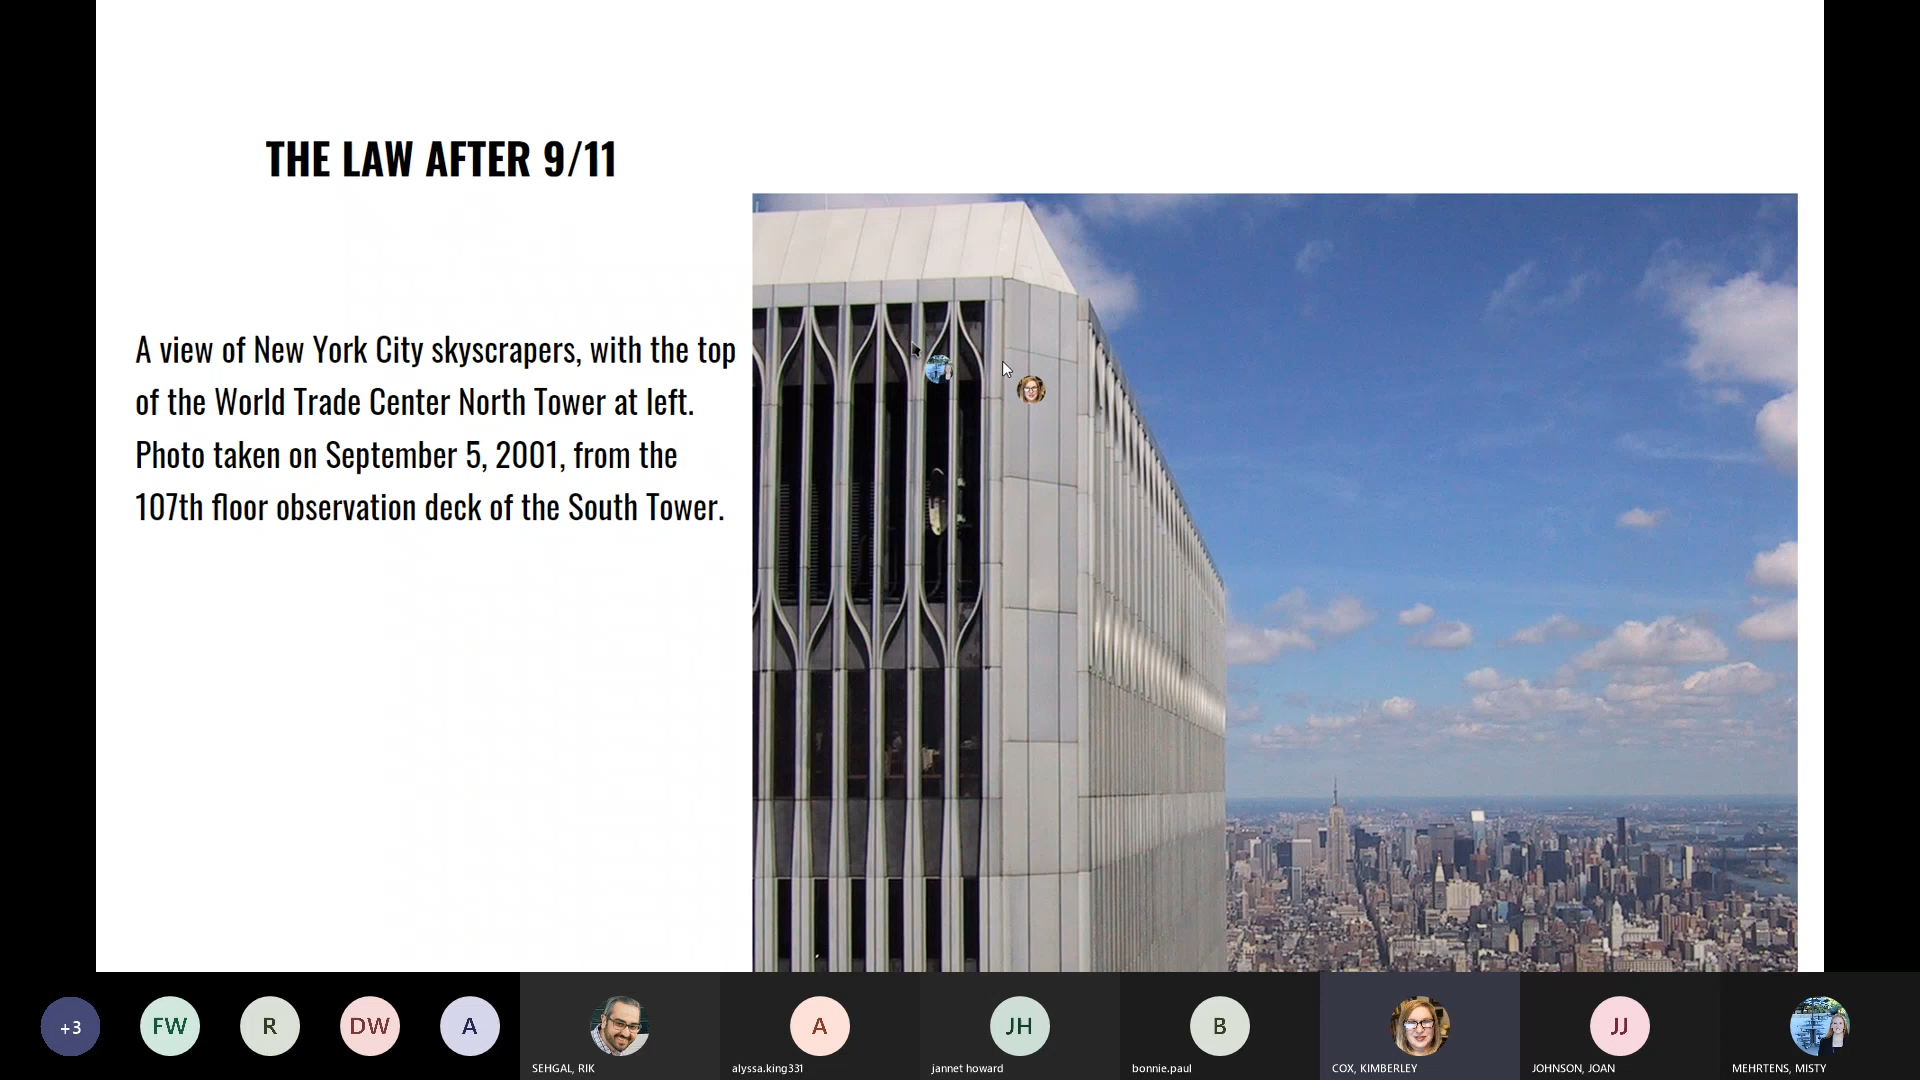 THE LAW AFTER 9/11
A view of New York City skyscrapers, with the top
of the World Trade Center North Tower at left.
Photo taken on September 5, 2001, from the
107th floor observation deck of the South Tower.
+3
FW
R
DW
A
SEHGAL, RIK
A
alyssa.king331
JH
jannet howard
B
bonnie.paul
COX, KIMBERLEY
JJ
JOHNSON, JOAN
MEHRTENS, MISTY